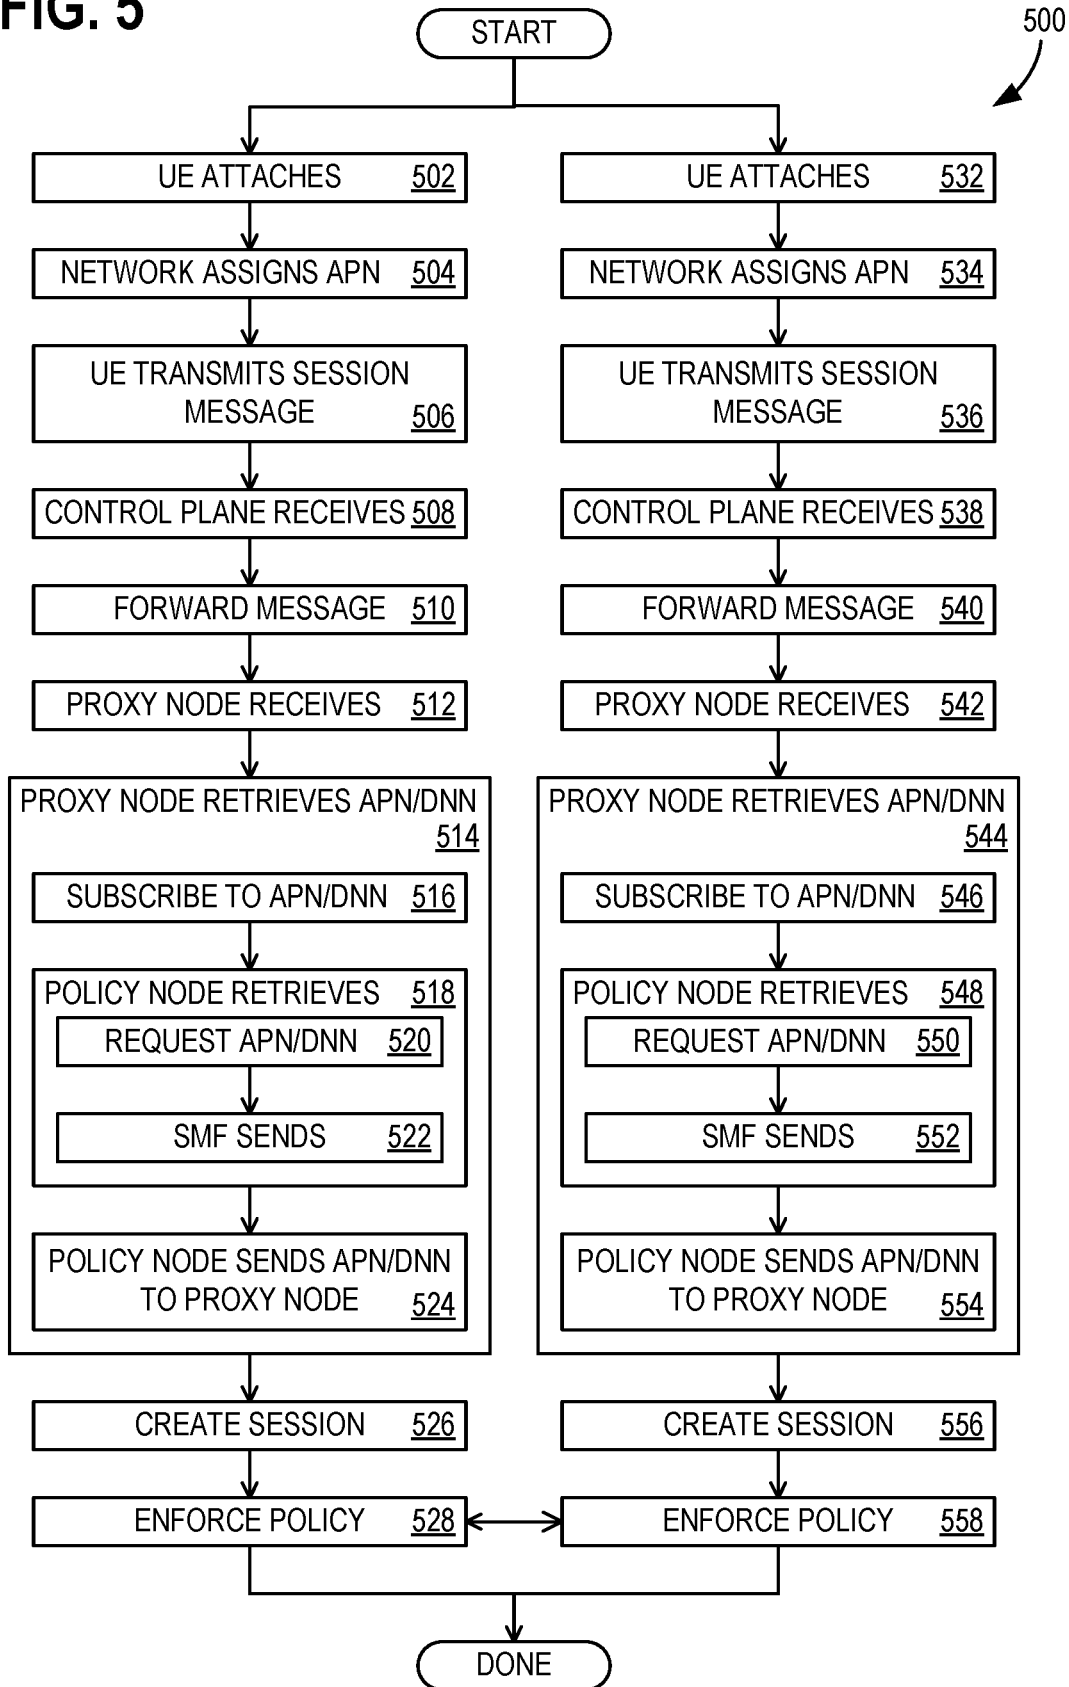 FIG. 5
500
START
UE ATTACHES 502
NETWORK ASSIGNS APN 504
UE TRANSMITS SESSION
MESSAGE 506
CONTROL PLANE RECEIVES 508
FORWARD MESSAGE 510
PROXY NODE RECEIVES 512
PROXY NODE RETRIEVES APN/DNN
514
SUBSCRIBE TO APN/DNN 516
POLICY NODE RETRIEVES 518
REQUEST APN/DNN 520
SMF SENDS 522
POLICY NODE SENDS APN/DNN
TO PROXY NODE 524
CREATE SESSION 526
ENFORCE POLICY 528
UE ATTACHES 532
NETWORK ASSIGNS APN 534
UE TRANSMITS SESSION
MESSAGE 536
CONTROL PLANE RECEIVES 538
FORWARD MESSAGE 540
PROXY NODE RECEIVES 542
PROXY NODE RETRIEVES APN/DNN
544
SUBSCRIBE TO APN/DNN 546
POLICY NODE RETRIEVES 548
REQUEST APN/DNN 550
SMF SENDS 552
POLICY NODE SENDS APN/DNN
TO PROXY NODE 554
CREATE SESSION 556
ENFORCE POLICY 558
DONE